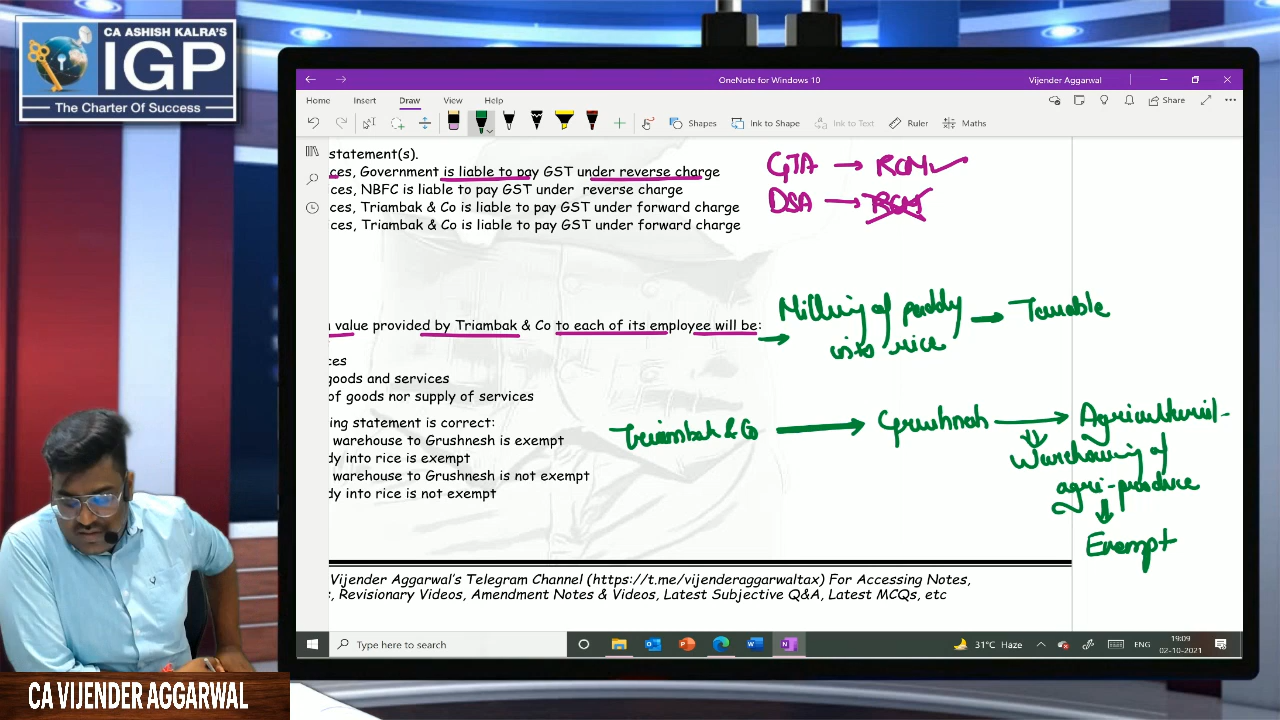 CA ASHISH KALRA'S
IGP
The Charter Of Success
OneNote for Windows 10
Vijender Aggarwal
Home Insert Draw View Help
Share
Shapes Ink to Shape Ink to Text Ruler Maths
statement(s).
ces, Government is liable to pay GST under reverse charge
ces, NBFC is liable to pay GST under reverse charge
ces, Triambak & Co is liable to pay GST under forward charge
ces, Triambak & Co is liable to pay GST under forward charge
GTA → RCM
DSA → RCM
value provided by Triambak & Co to each of its employee will be:
Milling of paddy → Taxable
into rice
ces
goods and services
of goods nor supply of services
ing statement is correct:
warehouse to Grushnesh is exempt
dy into rice is exempt
warehouse to Grushnesh is not exempt
dy into rice is not exempt
Triambak & Co → Grushnesh → Agricultural-
Warehousing of
agri-produce
Exempt
Vijender Aggarwal's Telegram Channel (https://t.me/vijenderaggarwaltax) For Accessing Notes,
, Revisionary Videos, Amendment Notes & Videos, Latest Subjective Q&A, Latest MCQs, etc
Type here to search
31°C Haze
ENG
19:09
02-10-2021
CA VIJENDER AGGARWAL